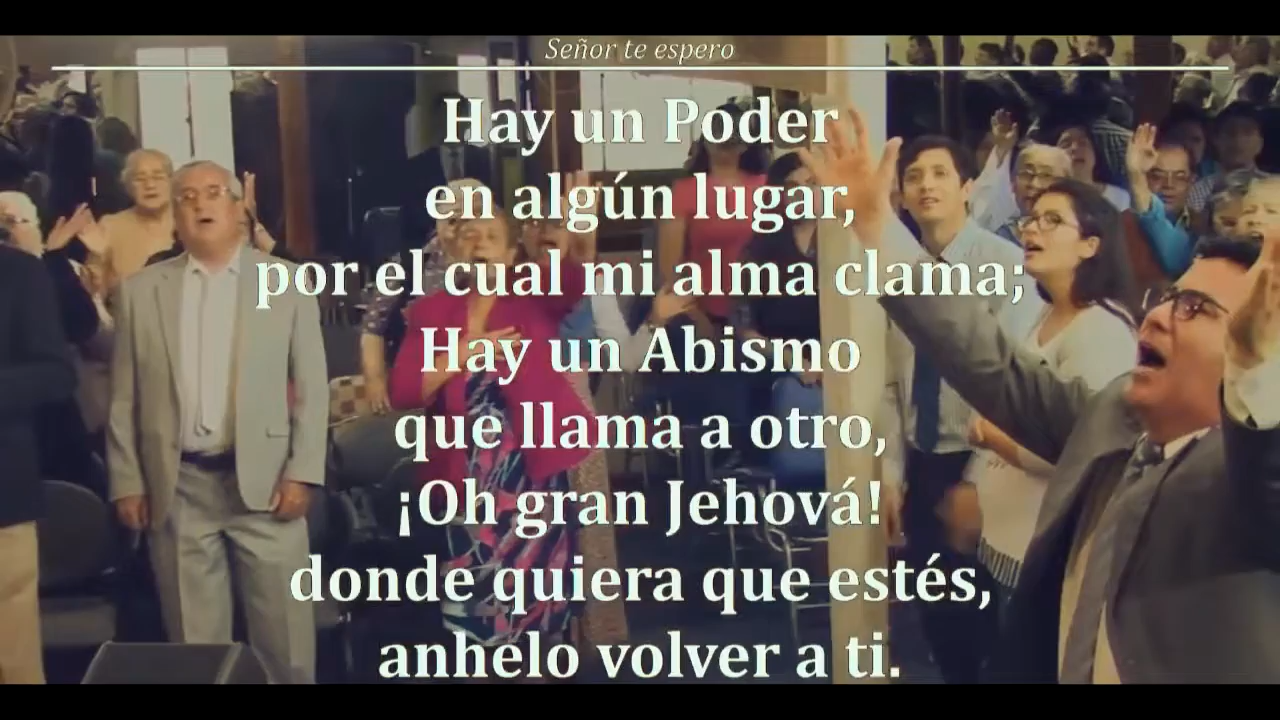 Señor te espero
Hay un Poder
en algún lugar,
por el cual mi alma clama;
Hay un Abismo
que llama a otro,
¡Oh gran Jehová!
donde quiera que estés,
anhelo volver a ti.